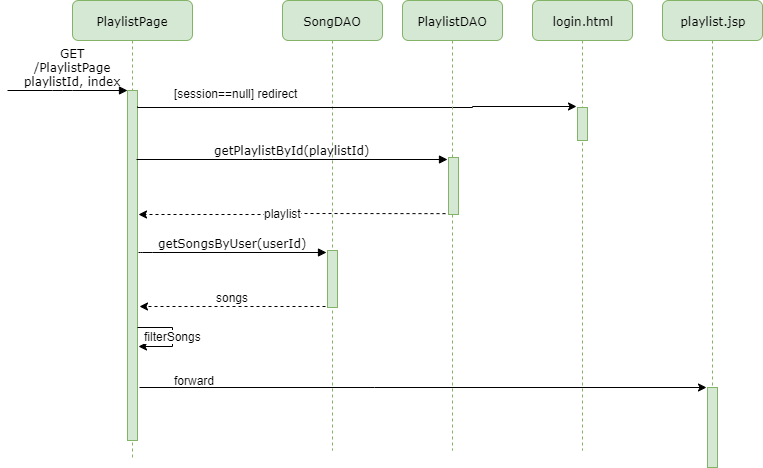 PlaylistPage
SongDAO
PlaylistDAO
login.html
playlist.jsp
GET
/PlaylistPage
playlistId, index
[session==null] redirect
getPlaylistById(playlistId)
playlist
getSongsByUser(userId)
songs
filterSongs
forward